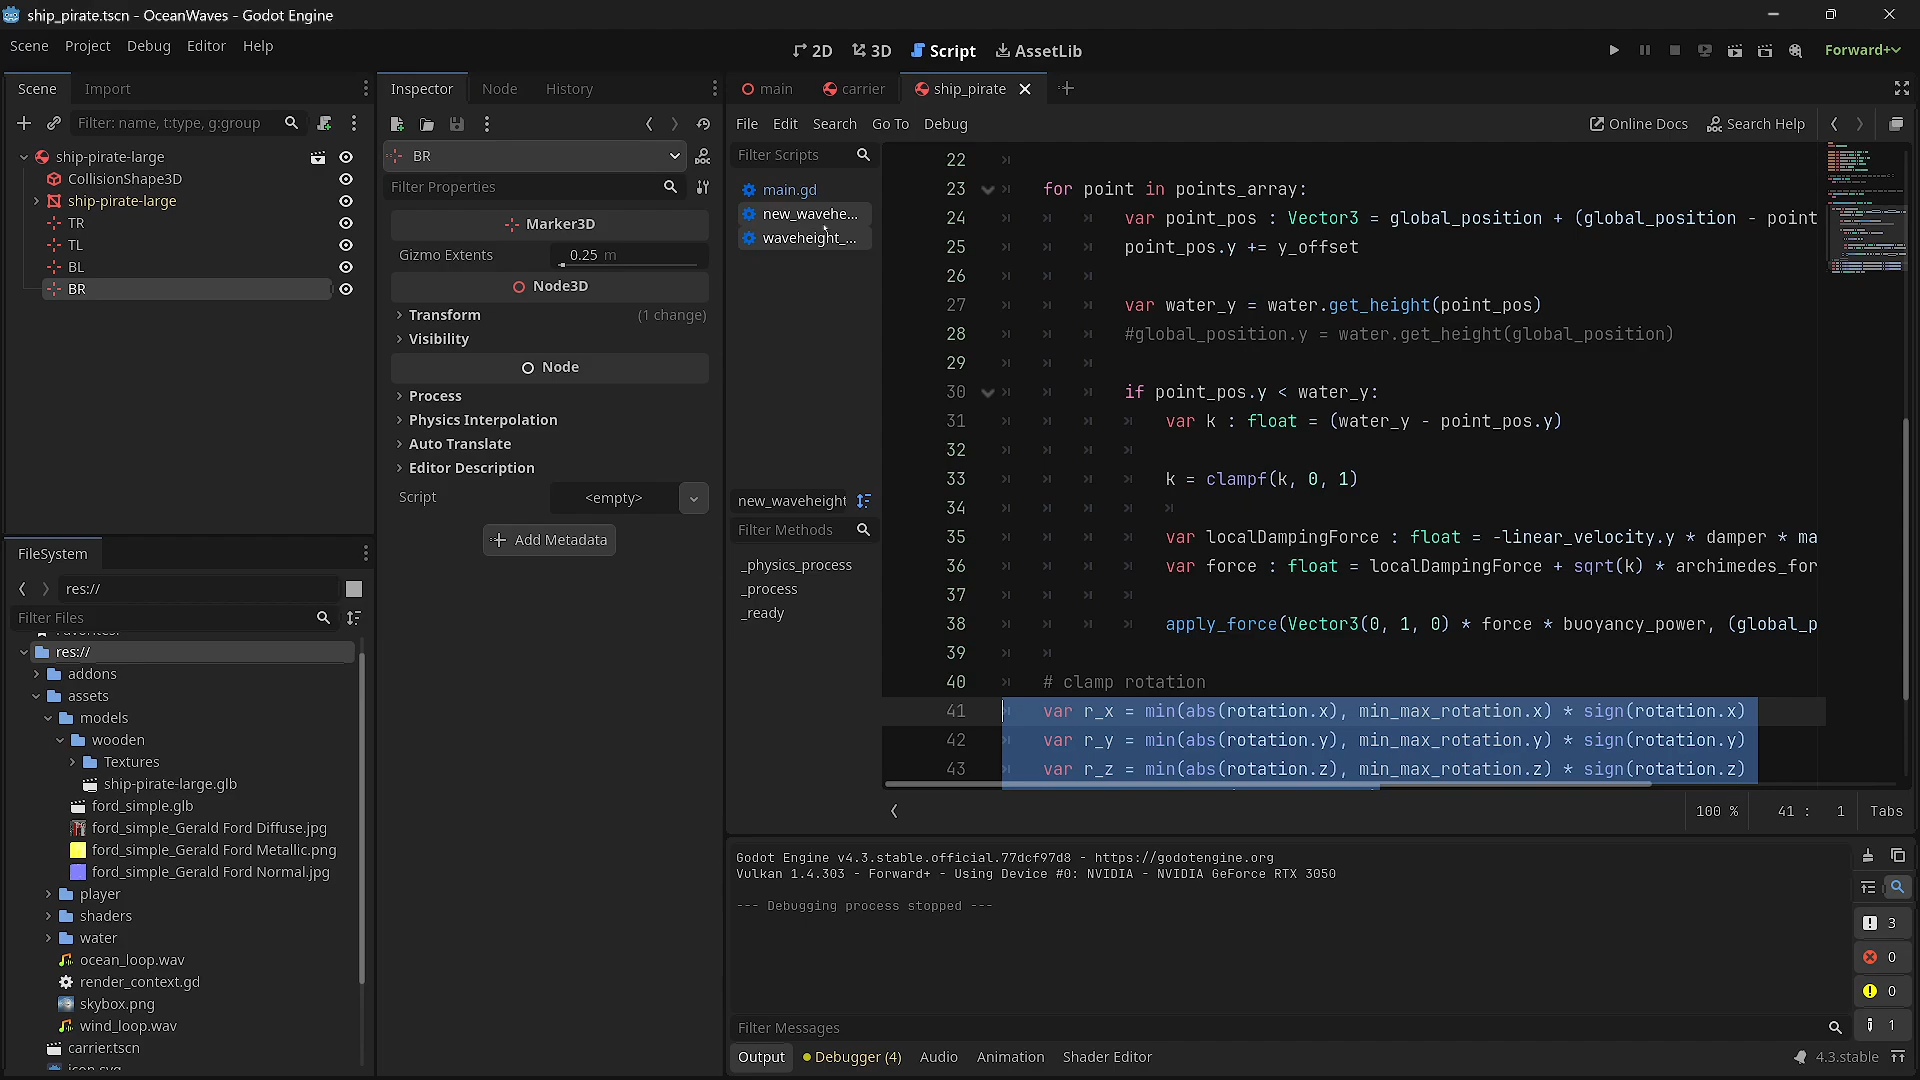 ship_pirate.tscn - OceanWaves - Godot Engine
Scene Project Debug Editor Help
2D 3D Script AssetLib
Forward+
Scene Import
Filter: name, t:type, g:group
ship-pirate-large
CollisionShape3D
ship-pirate-large
TR
TL
BL
BR
FileSystem
res://
Filter Files
res://
addons
assets
models
wooden
Textures
ship-pirate-large.glb
ford_simple.glb
ford_simple_Gerald Ford Diffuse.jpg
ford_simple_Gerald Ford Metallic.png
ford_simple_Gerald Ford Normal.jpg
player
shaders
water
ocean_loop.wav
render_context.gd
skybox.png
wind_loop.wav
carrier.tscn
Inspector Node History
BR
Filter Properties
Marker3D
Gizmo Extents 0.25 m
Node3D
Transform (1 change)
Visibility
Node
Process
Physics Interpolation
Auto Translate
Editor Description
Script <empty>
Add Metadata
main carrier ship_pirate
File Edit Search Go To Debug
Online Docs Search Help
Filter Scripts
main.gd
new_wavehe...
waveheight_...
new_waveheight
Filter Methods
_physics_process
_process
_ready
22
23 for point in points_array:
24 var point_pos : Vector3 = global_position + (global_position - point
25 point_pos.y += y_offset
26
27 var water_y = water.get_height(point_pos)
28 #global_position.y = water.get_height(global_position)
29
30 if point_pos.y < water_y:
31 var k : float = (water_y - point_pos.y)
32
33 k = clampf(k, 0, 1)
34
35 var localDampingForce : float = -linear_velocity.y * damper * ma
36 var force : float = localDampingForce + sqrt(k) * archimedes_for
37
38 apply_force(Vector3(0, 1, 0) * force * buoyancy_power, (global_p
39
40 # clamp rotation
41 var r_x = min(abs(rotation.x), min_max_rotation.x) * sign(rotation.x)
42 var r_y = min(abs(rotation.y), min_max_rotation.y) * sign(rotation.y)
43 var r_z = min(abs(rotation.z), min_max_rotation.z) * sign(rotation.z)
100 % 41 : 1 Tabs
Godot Engine v4.3.stable.official.77dcf97d8 - https://godotengine.org
Vulkan 1.4.303 - Forward+ - Using Device #0: NVIDIA - NVIDIA GeForce RTX 3050
--- Debugging process stopped ---
3
0
0
1
Filter Messages
Output Debugger (4) Audio Animation Shader Editor
4.3.stable